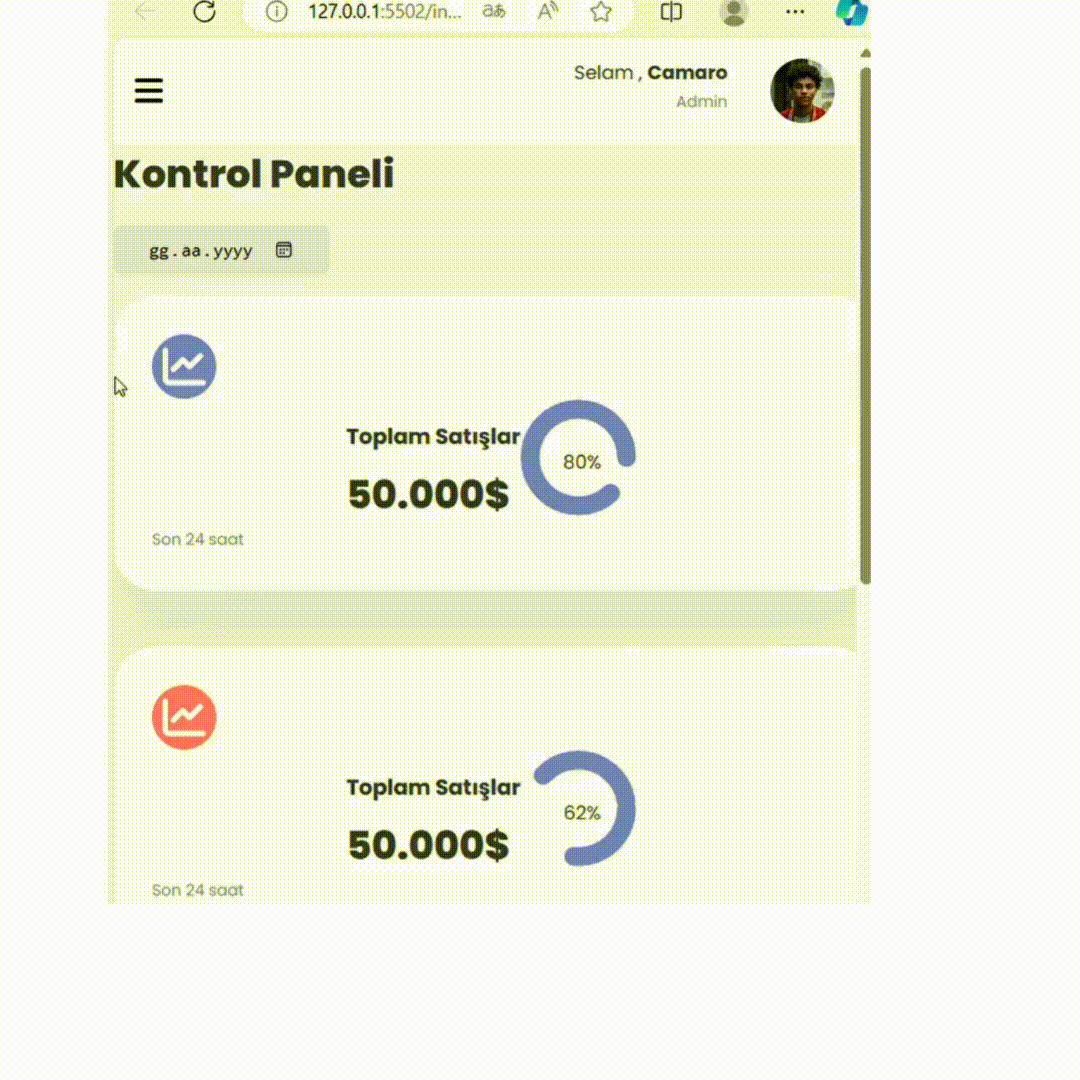 127.0.0.1:5502/in...
Selam , Camaro
Admin
Kontrol Paneli
gg.aa.yyyy
Toplam Satışlar
80%
50.000$
Son 24 saat
Toplam Satışlar
62%
50.000$
Son 24 saat